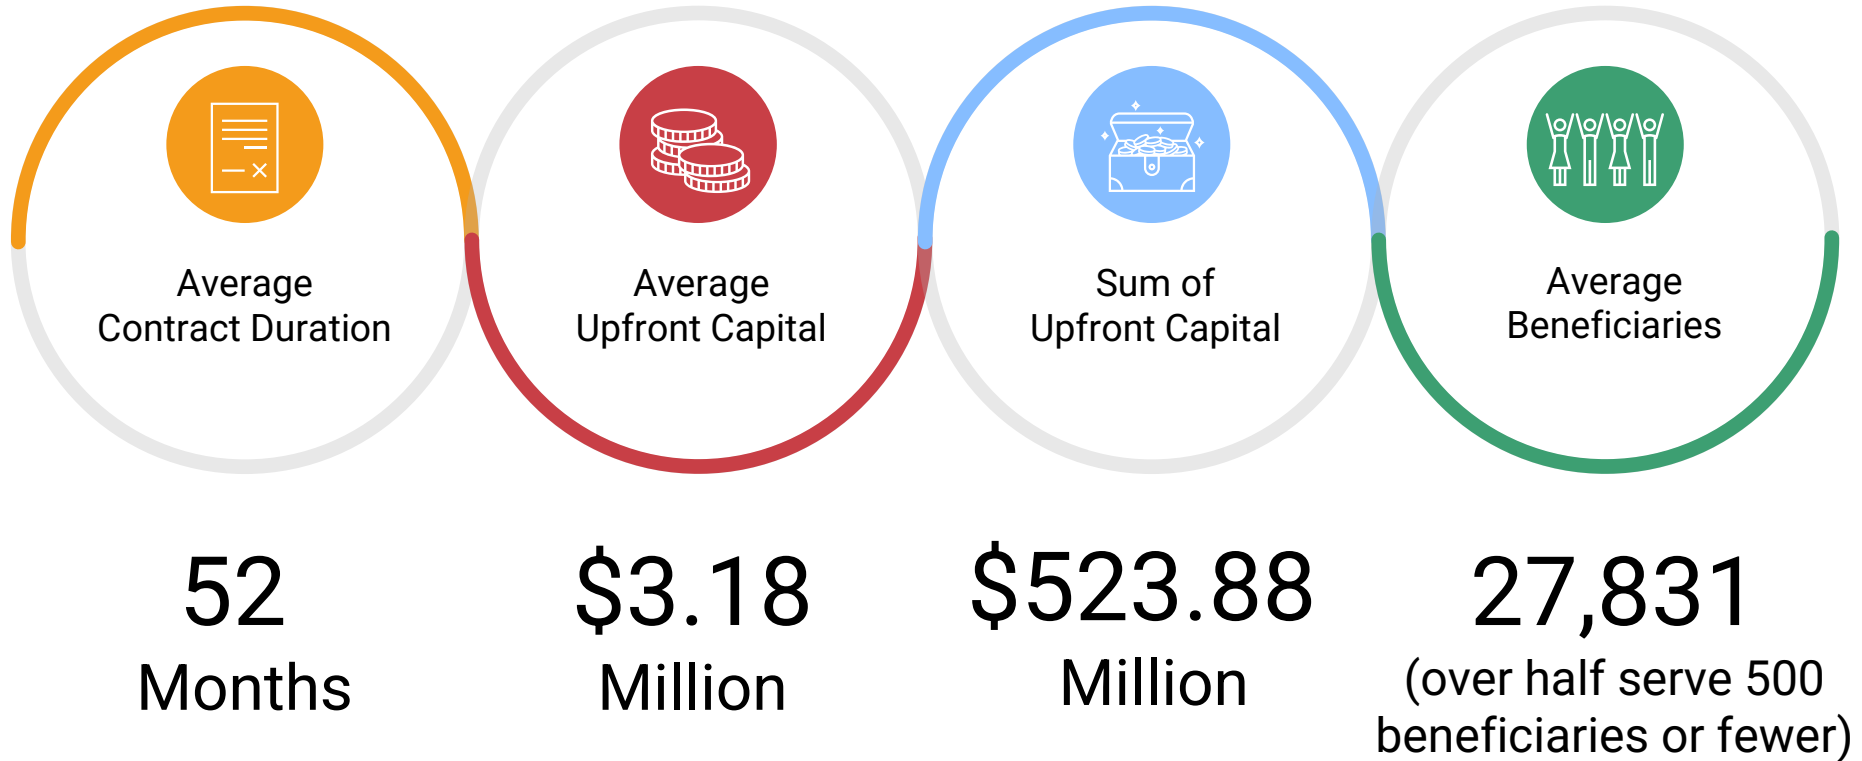 Average
Contract Duration
52
Months
Average
Upfront Capital
$3.18
Million
Sum of
Upfront Capital
$523.88
Million
Average
Beneficiaries
27,831
(over half serve 500
beneficiaries or fewer)